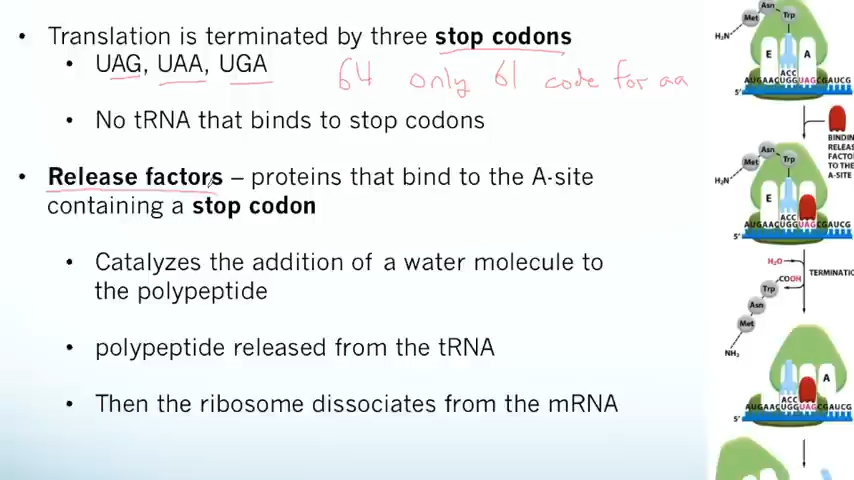 • Translation is terminated by three stop codons
• UAG, UAA, UGA
64 only 61 code for aa
• No tRNA that binds to stop codons
• Release factors – proteins that bind to the A-site
containing a stop codon
• Catalyzes the addition of a water molecule to
the polypeptide
• polypeptide released from the tRNA
• Then the ribosome dissociates from the mRNA
Asn
Met
Trp
H₂N
E A
ACC
AUGAACUGGUAGCGAUCG
5'
BINDING
RELEASE
FACTO
TO THE
A-SITE
Asn
Met
Trp
H₂N
E
ACC
AUGAACUGGUAGCGAUCG
5'
H₂O
TERMINATIO
COOH
Trp
Asn
Met
NH₂
A
ACC
AUGAACUGGUAGCGAUCG
5'